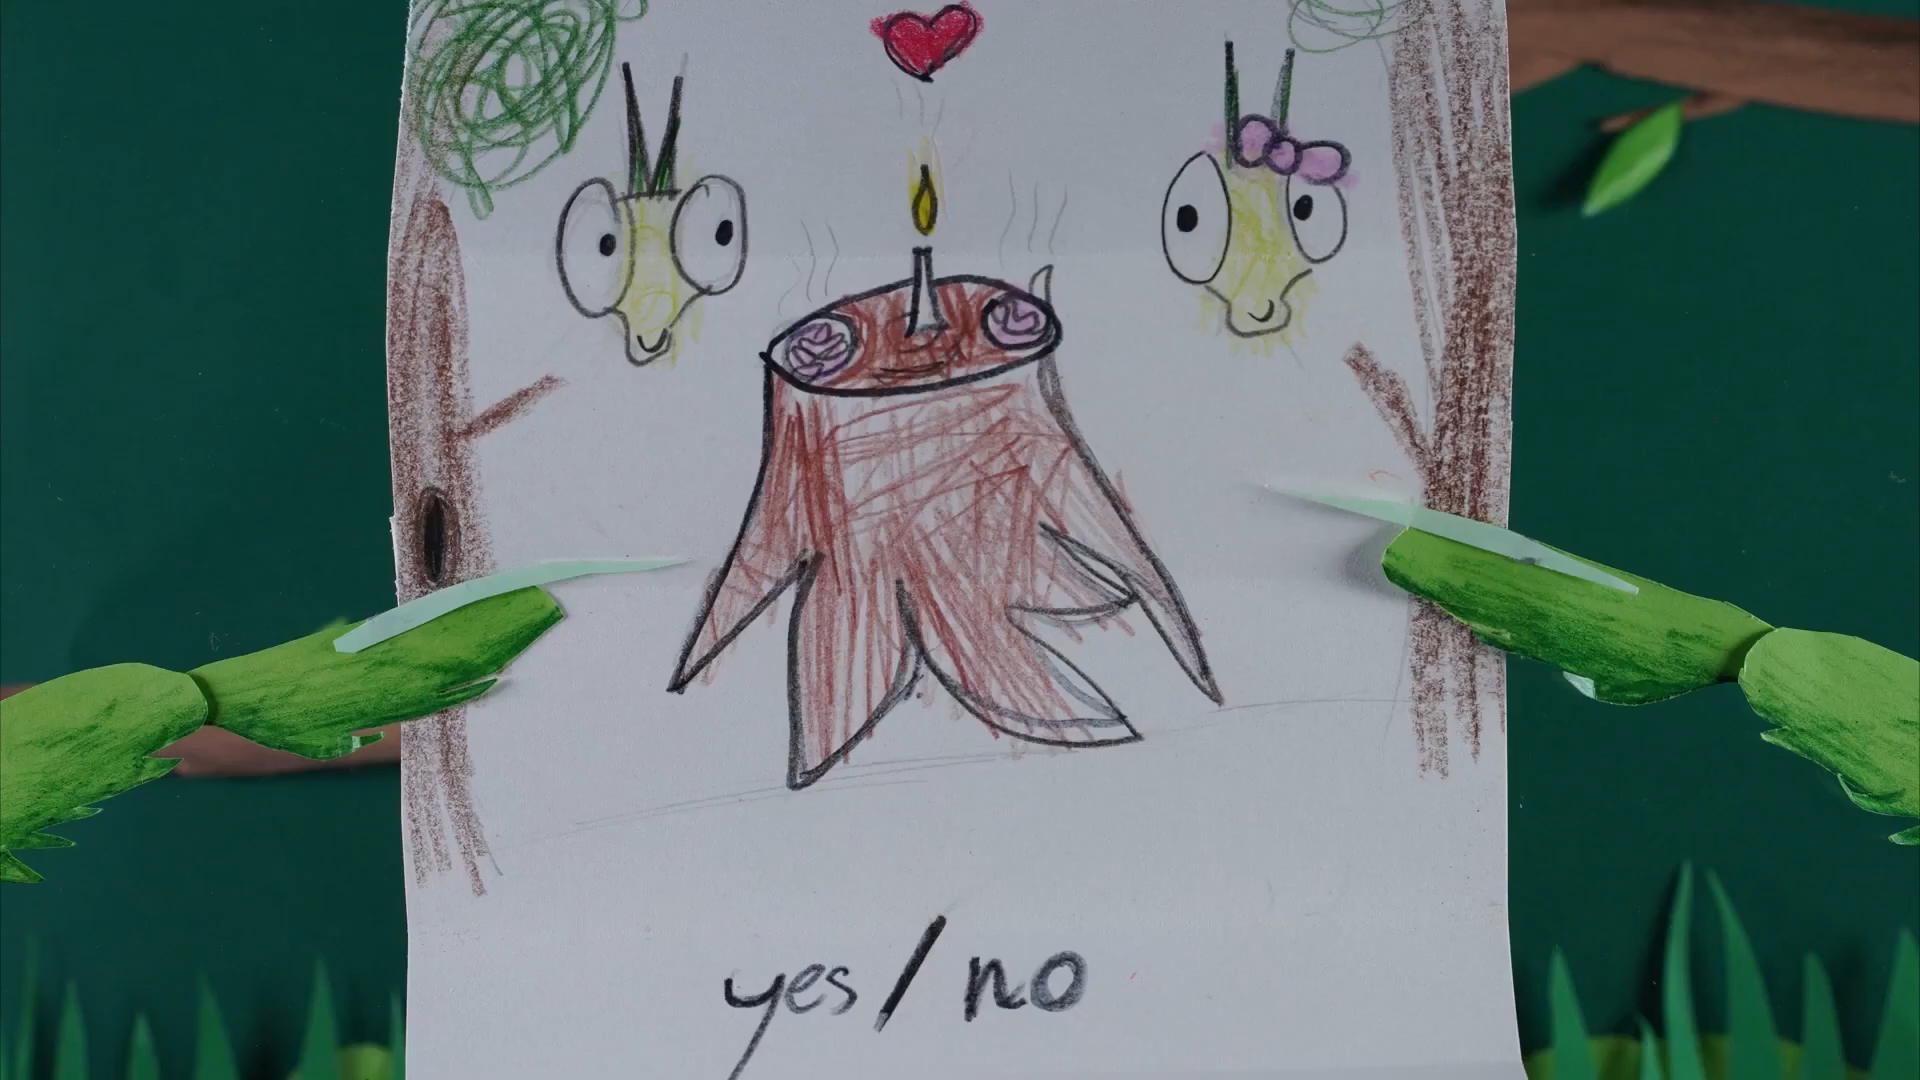 yes / no